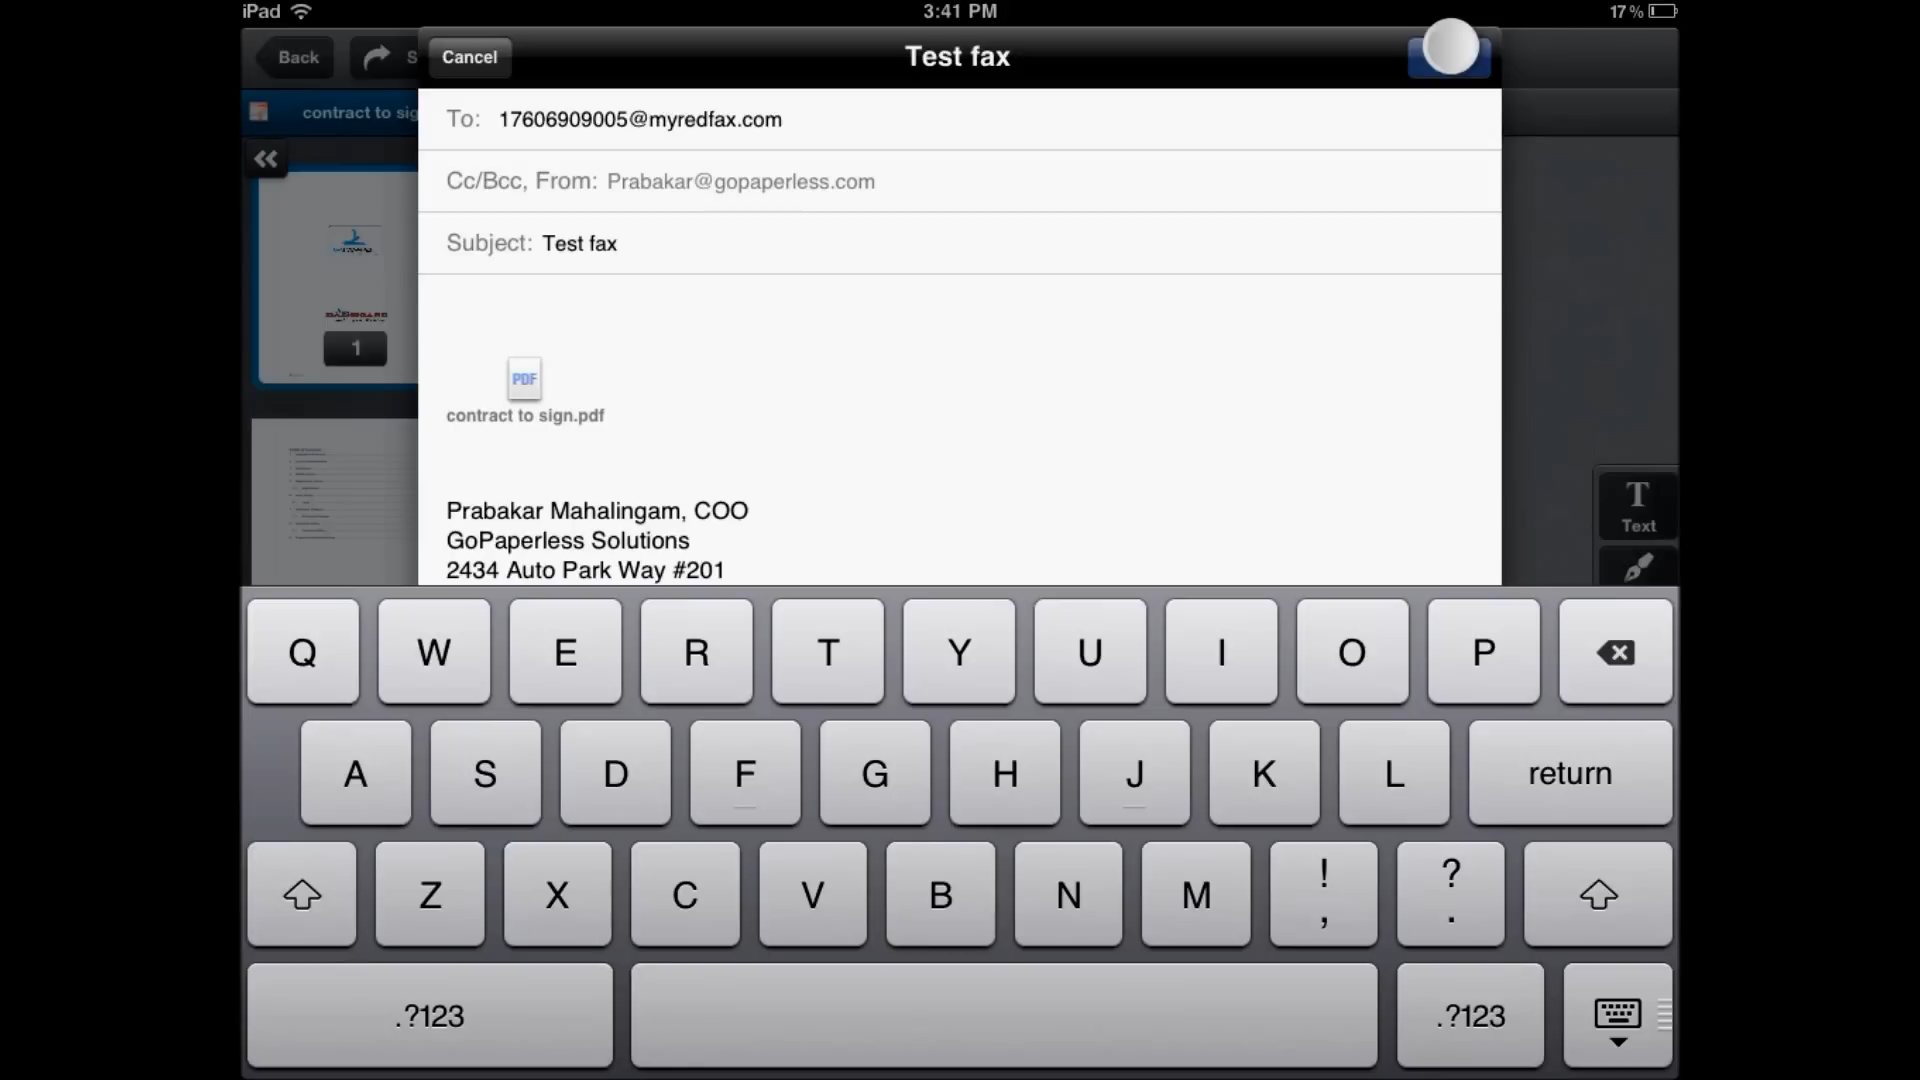 iPad 3:41 PM 17%
Back S Cancel Test fax
contract to sig
To: 17606909005@myredfax.com
Cc/Bcc, From: Prabakar@gopaperless.com
Subject: Test fax
1
PDF
contract to sign.pdf
Prabakar Mahalingam, COO
GoPaperless Solutions
2434 Auto Park Way #201
T
Text
Q W E R T Y U I O P
A S D F G H J K L return
Z X C V B N M ! , ? .
.?123 .?123